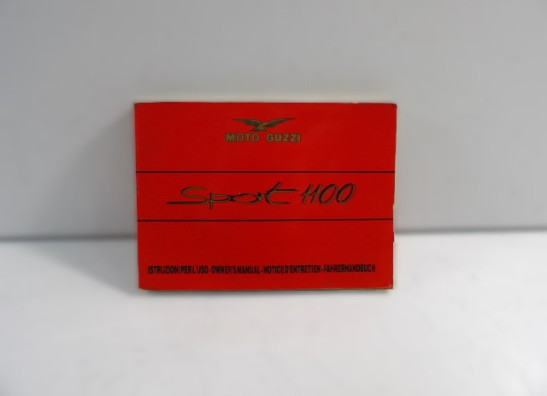 MOTO GUZZI
Sport 1100
ISTRUZIONI PER L'USO - OWNER'S MANUAL - NOTICE D'ENTRETIEN - FAHRERHANDBUCH